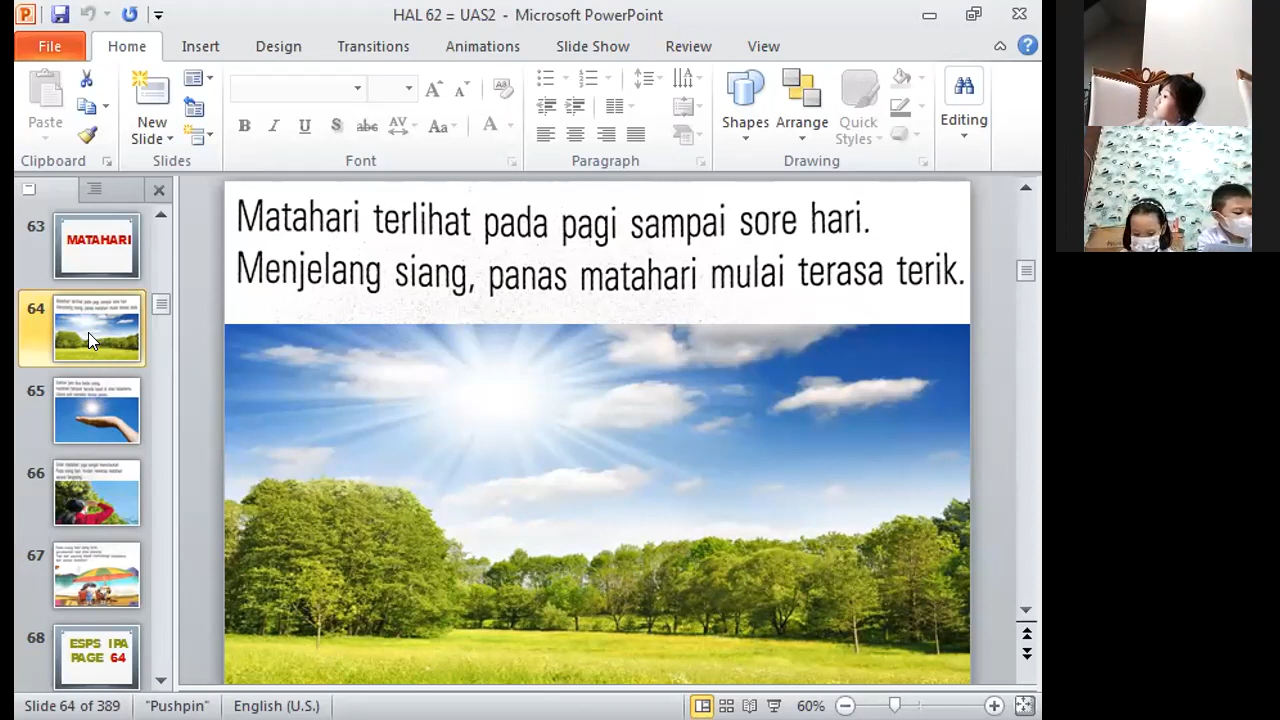 HAL 62 = UAS2 - Microsoft PowerPoint
File Home Insert Design Transitions Animations Slide Show Review View
Paste
New
Slide
Shapes Arrange Quick
Styles
Editing
Clipboard Slides Font Paragraph Drawing
63
MATAHARI
64
65
66
67
68
ESPS IPA
PAGE 64
Matahari terlihat pada pagi sampai sore hari.
Menjelang siang, panas matahari mulai terasa terik.
Slide 64 of 389 "Pushpin" English (U.S.) 60%